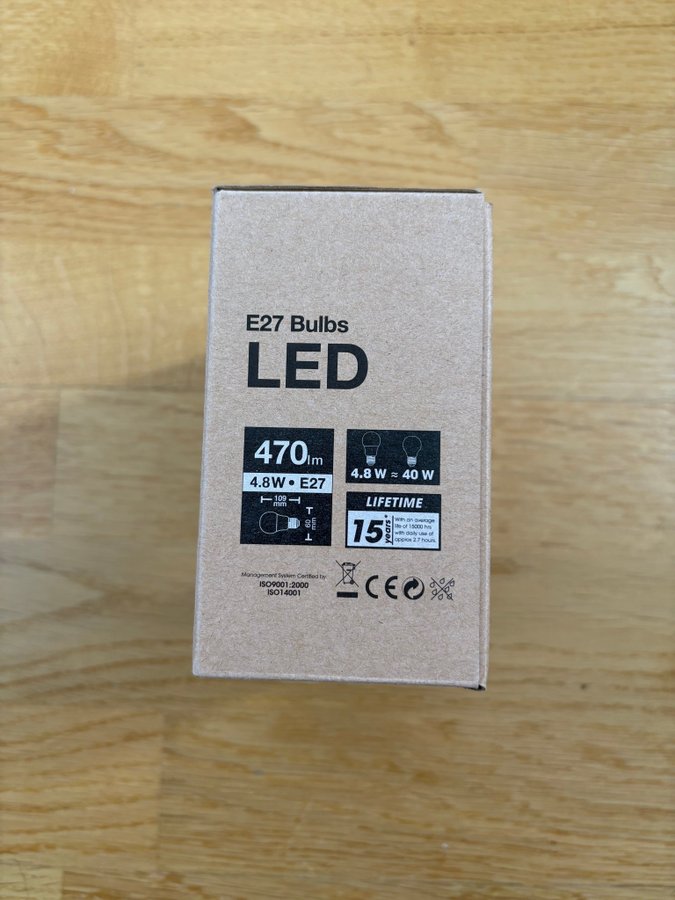 E27 Bulbs
LED
470lm
4.8W • E27
109
mm
60
mm
4.8 W ≈ 40 W
LIFETIME
15 years*
With an average
life of 15000 hrs
with daily use of
approx 2.7 hours.
Management System Certified by:
ISO9001:2000
ISO14001
CE